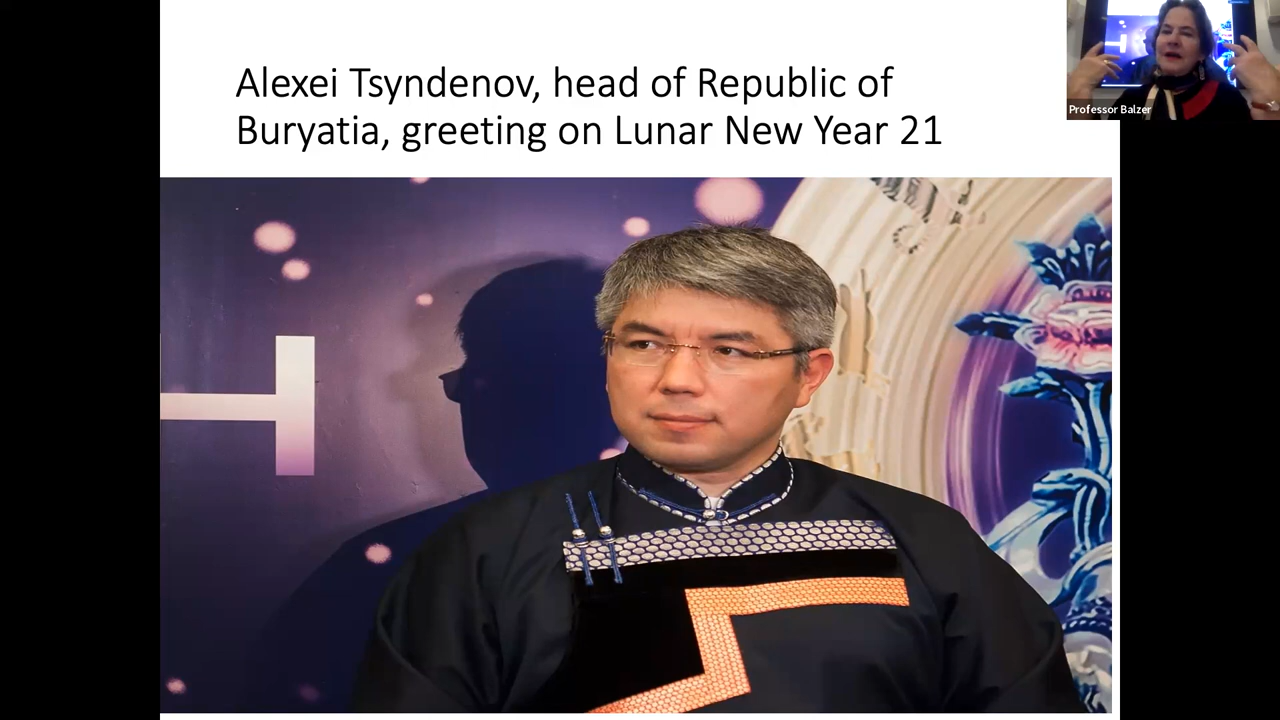 Alexei Tsyndenov, head of Republic of
Buryatia, greeting on Lunar New Year 21
Professor Balzer
H